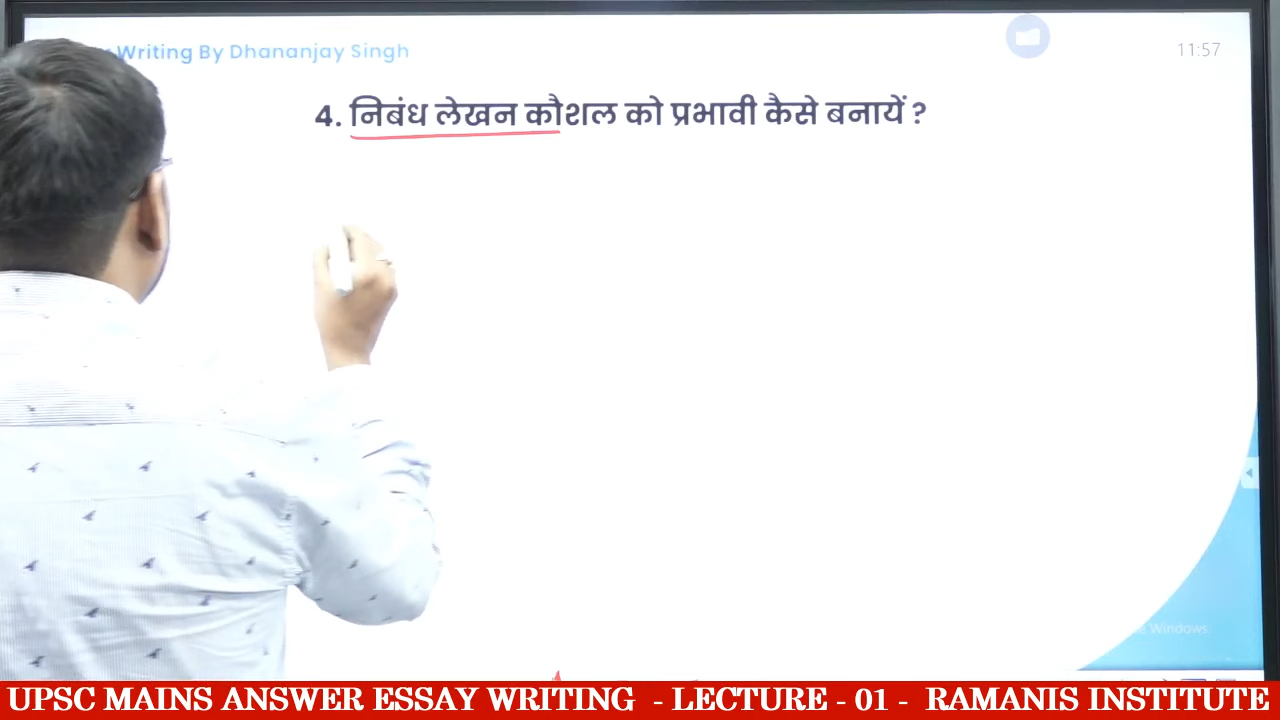 Writing By Dhananjay Singh
11:57
4. निबंध लेखन कौशल को प्रभावी कैसे बनायें ?
Windows.
UPSC MAINS ANSWER ESSAY WRITING - LECTURE - 01 - RAMANIS INSTITUTE